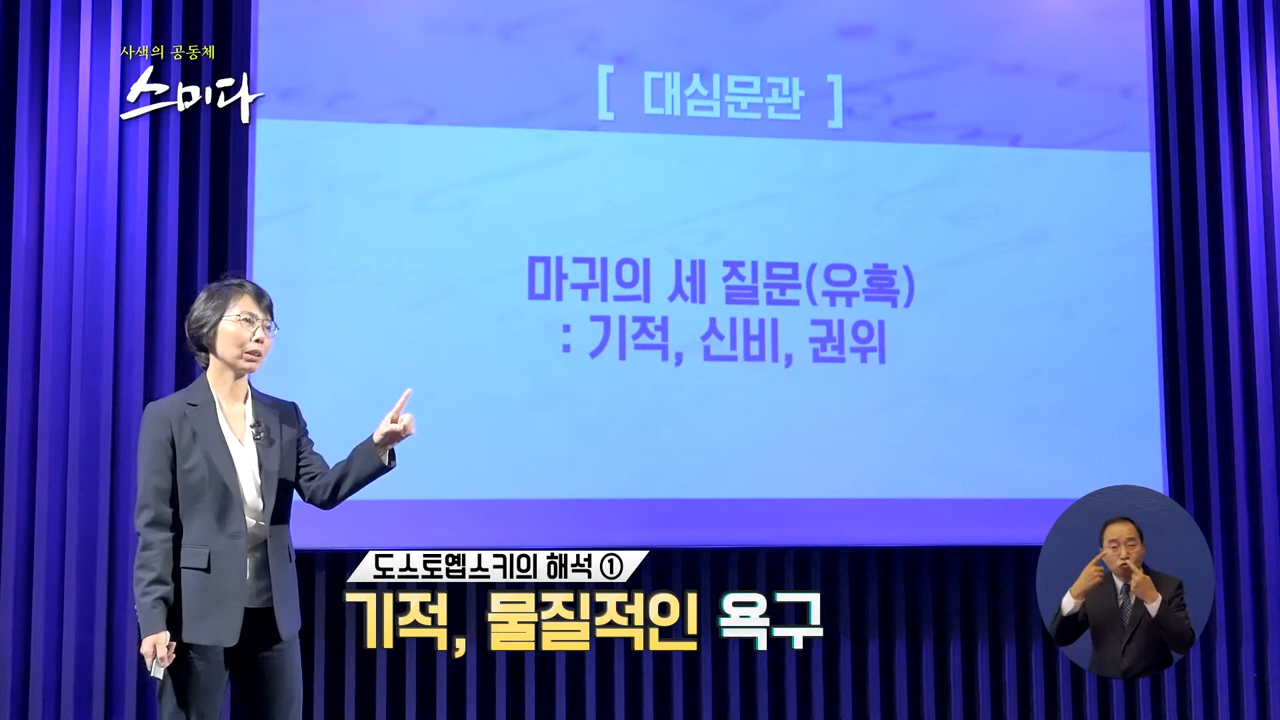 사색의 공동체
스미다
[ 대심문관 ]
마귀의 세 질문(유혹)
: 기적, 신비, 권위
도스토옙스키의 해석 ①
기적, 물질적인 욕구